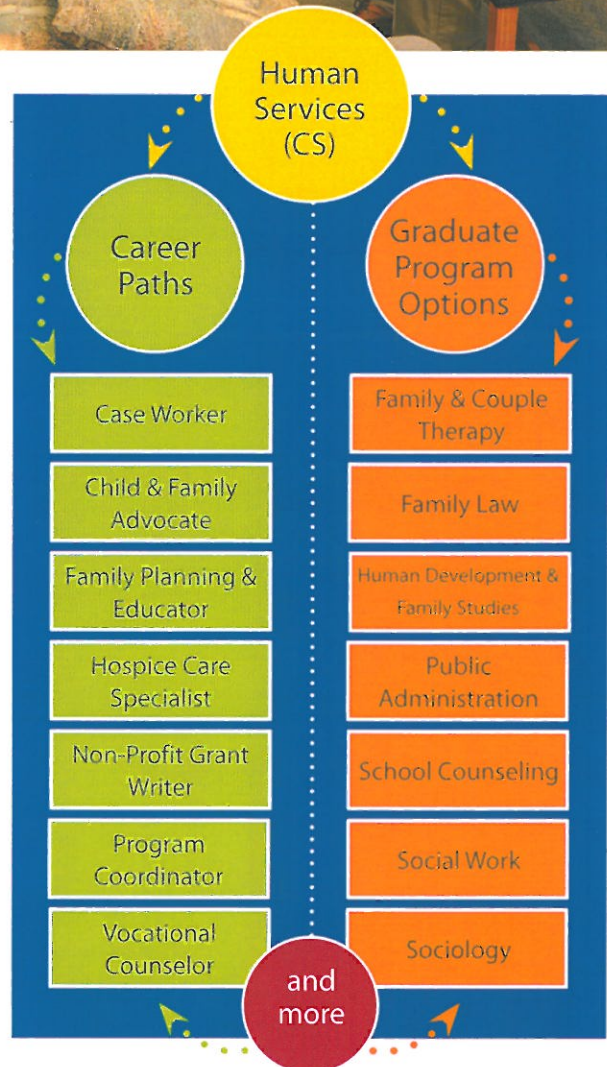 Human
Services
(CS)
Career
Paths
Case Worker
Child & Family
Advocate
Family Planning &
Educator
Hospice Care
Specialist
Non-Profit Grant
Writer
Program
Coordinator
Vocational
Counselor
Graduate
Program
Options
Family & Couple
Therapy
Family Law
Human Development &
Family Studies
Public
Administration
School Counseling
Social Work
Sociology
and
more